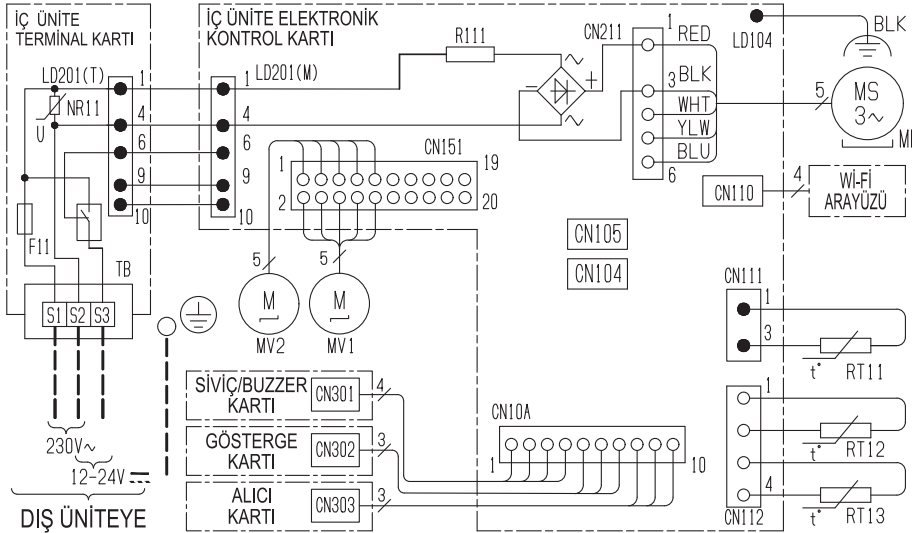 İÇ ÜNİTE
TERMİNAL KARTI
LD201(T)
NR11
U
F11
TB
S1 S2 S3
1
4
6
9
10
230V~
12-24V
DIŞ ÜNİTEYE
İÇ ÜNİTE ELEKTRONİK
KONTROL KARTI
LD201(M)
1
4
6
9
10
R111
~
~
−
+
CN211
1
3
6
RED
BLK
WHT
YLW
BLU
LD104
BLK
5
MS
3~
CN151
1
2
19
20
5
5
M
M
MV2
MV1
CN110
4
Wİ-Fİ
ARAYÜZÜ
CN105
CN104
CN111
1
3
t°
RT11
CN112
1
4
t°
RT12
t°
RT13
SİVİÇ/BUZZER
KARTI
CN301
4
GÖSTERGE
KARTI
CN302
3
ALICI
KARTI
CN303
3
CN10A
1
10